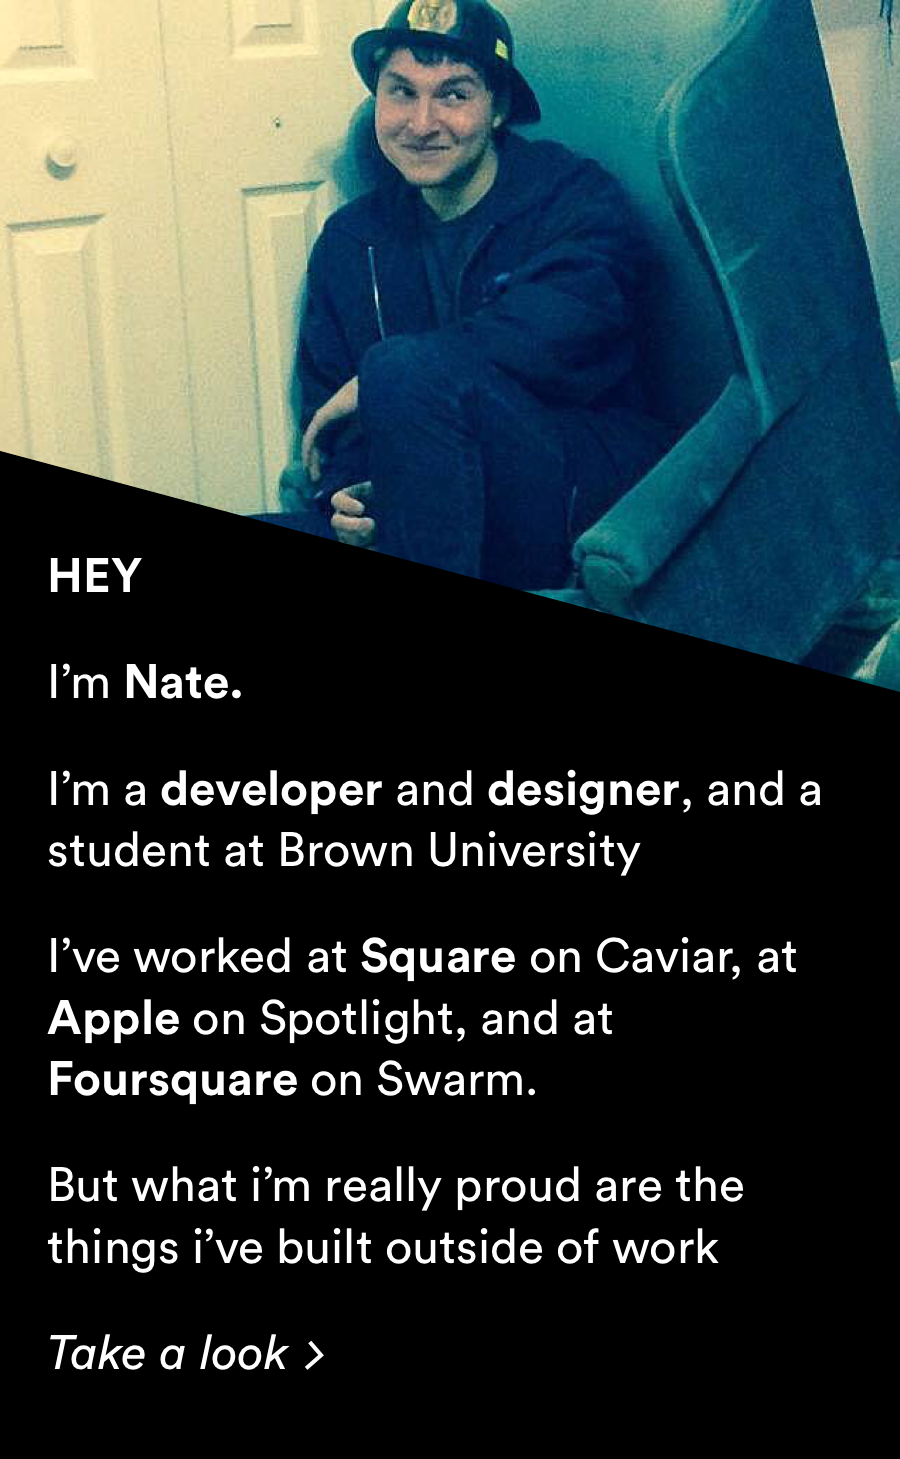 HEY
I’m Nate.
I’m a developer and designer, and a
student at Brown University
I’ve worked at Square on Caviar, at
Apple on Spotlight, and at
Foursquare on Swarm.
But what i’m really proud are the
things i’ve built outside of work
Take a look >